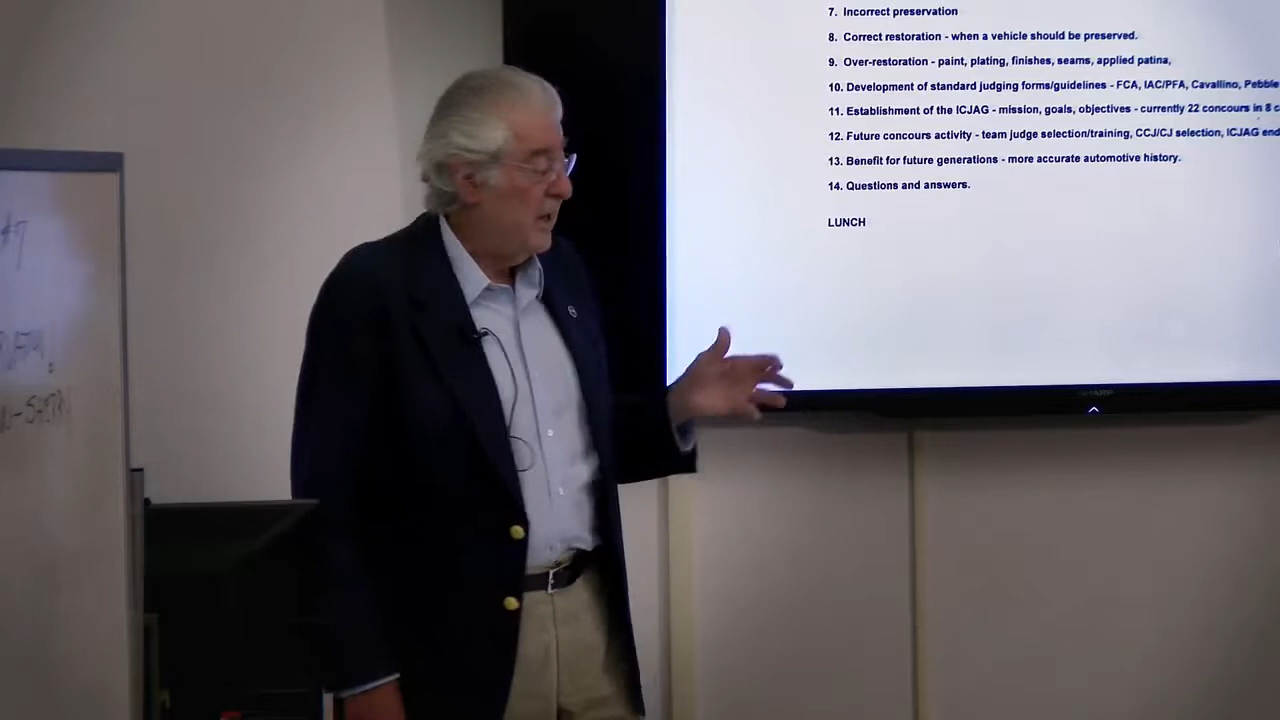 7. Incorrect preservation
8. Correct restoration - when a vehicle should be preserved.
9. Over-restoration - paint, plating, finishes, seams, applied patina,
10. Development of standard judging forms/guidelines - FCA, IAC/PFA, Cavallino, Pebble
11. Establishment of the ICJAG - mission, goals, objectives - currently 22 concours in 8 c
12. Future concours activity - team judge selection/training, CCJ/CJ selection, ICJAG end
13. Benefit for future generations - more accurate automotive history.
14. Questions and answers.
LUNCH
SHARP